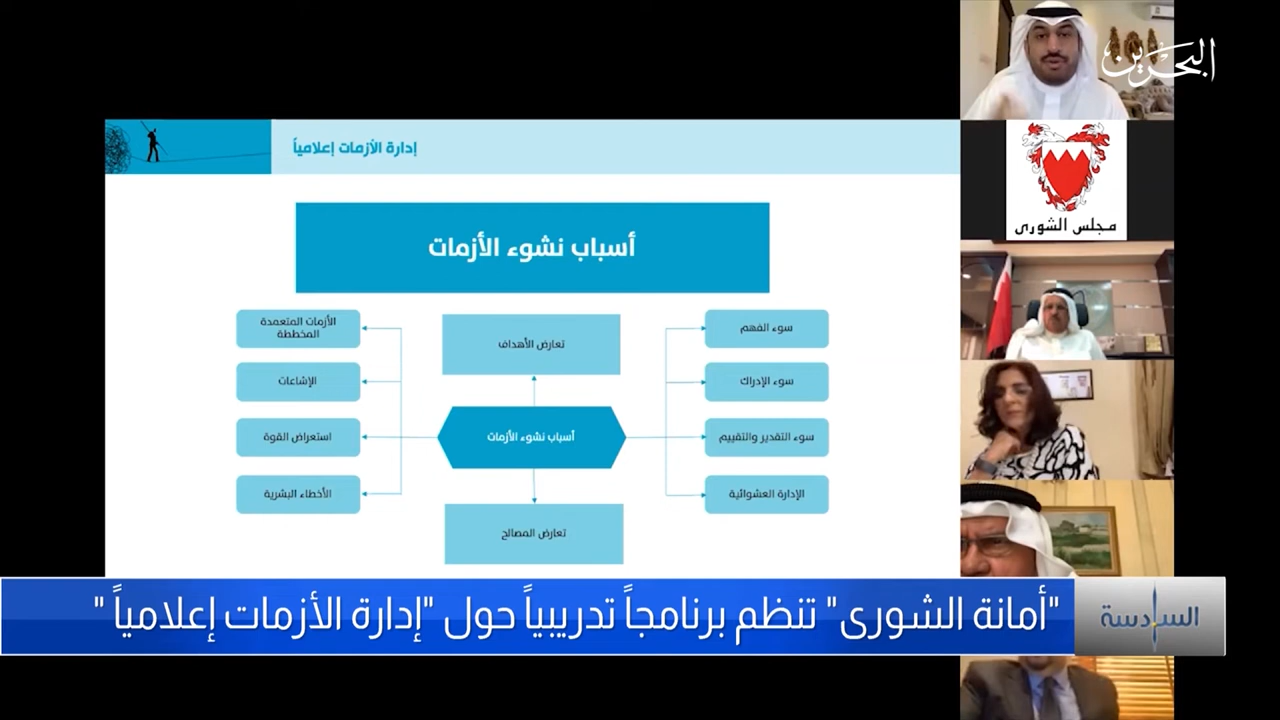 البحرين
إدارة الأزمات إعلامياً
مجلس الشورى
أسباب نشوء الأزمات
سوء الفهم
سوء الإدراك
سوء التقدير والتقييم
الإدارة العشوائية
تعارض الأهداف
أسباب نشوء الأزمات
تعارض المصالح
الأزمات المتعمدة
المخططة
الإشاعات
استعراض القوة
الأخطاء البشرية
السادسة
"أمانة الشورى" تنظم برنامجاً تدريبياً حول "إدارة الأزمات إعلامياً "